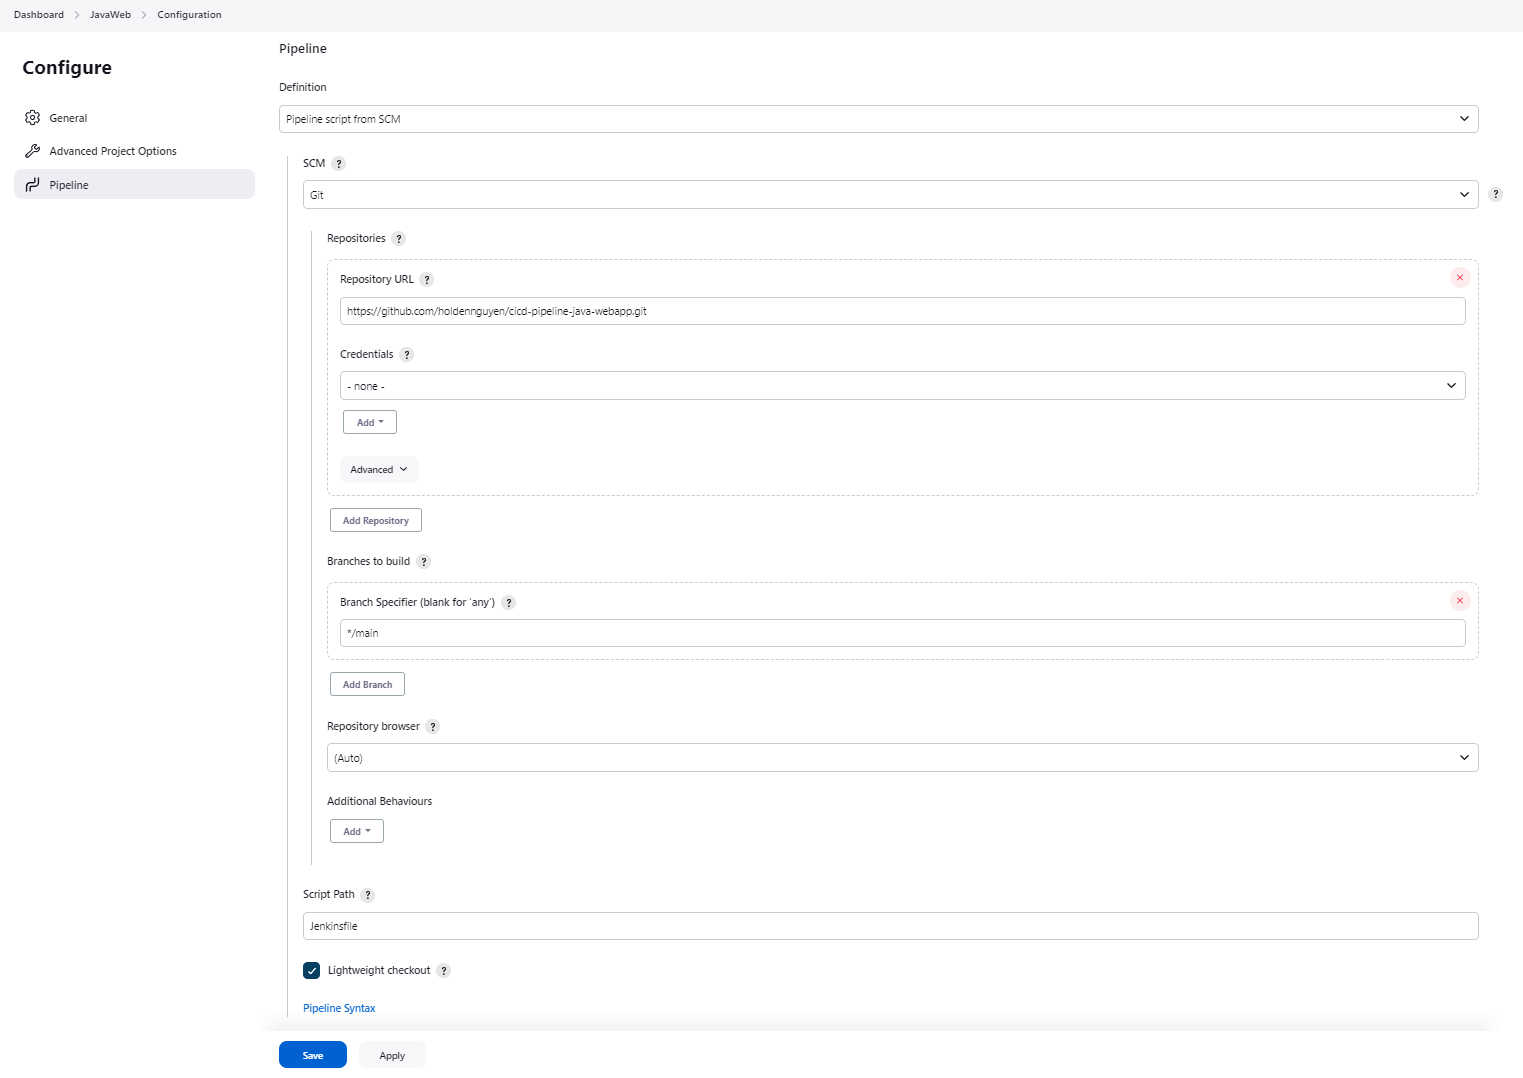 Dashboard > JavaWeb > Configuration
Configure
General
Advanced Project Options
Pipeline
Pipeline
Definition
Pipeline script from SCM
SCM ?
Git
?
Repositories ?
Repository URL ?
https://github.com/holdennguyen/cicd-pipeline-java-webapp.git
Credentials ?
- none -
Add
Advanced
Add Repository
Branches to build ?
Branch Specifier (blank for 'any') ?
*/main
Add Branch
Repository browser ?
(Auto)
Additional Behaviours
Add
Script Path ?
Jenkinsfile
Lightweight checkout ?
Pipeline Syntax
Save Apply